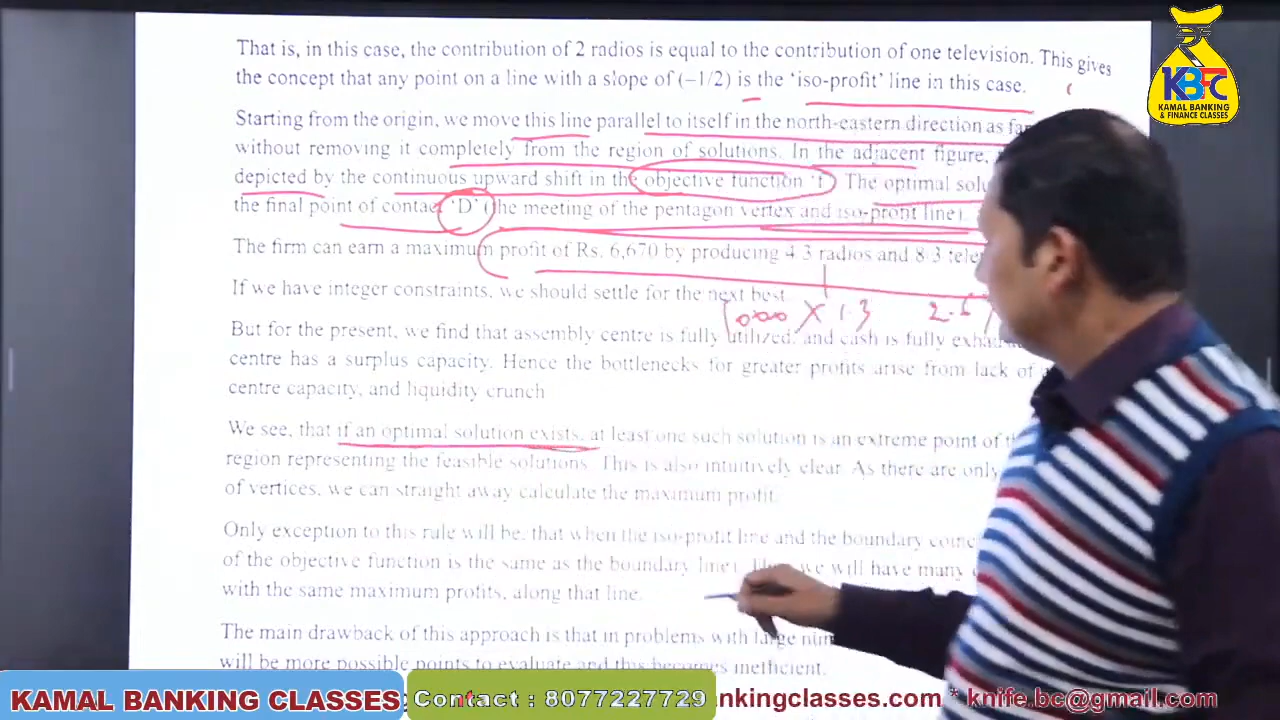 That is, in this case, the contribution of 2 radios is equal to the contribution of one television. This gives
the concept that any point on a line with a slope of (−1/2) is the ‘iso-profit’ line in this case.
Starting from the origin, we move this line parallel to itself in the north-eastern direction as far
without removing it completely from the region of solutions. In the adjacent figure,
depicted by the continuous upward shift in the objective function ‘f’. The optimal
the final point of contact ‘D’ (the meeting of the pentagon vertex and iso-profit line).
The firm can earn a maximum profit of Rs. 6,670 by producing 4.3 radios and 8.3
If we have integer constraints, we should settle for the next best.
1000 X 1.3
But for the present, we find that assembly centre is fully utilized, and cash is fully
centre has a surplus capacity. Hence the bottlenecks for greater profits arise from lack of
centre capacity, and liquidity crunch
We see, that if an optimal solution exists, at least one such solution is an extreme point of
region representing the feasible solutions. This is also intuitively clear. As there are only
of vertices, we can straight away calculate the maximum profit.
Only exception to this rule will be, that when the iso-profit line and the boundary
of the objective function is the same as the boundary line). we will have many
with the same maximum profits, along that line.
The main drawback of this approach is that in problems with large
will be more possible points to evaluate and this becomes inefficient.
KBFC
KAMAL BANKING
& FINANCE CLASSES
KAMAL BANKING CLASSES Contact : 8077227729 bankingclasses.com * knife.bc@gmail.com